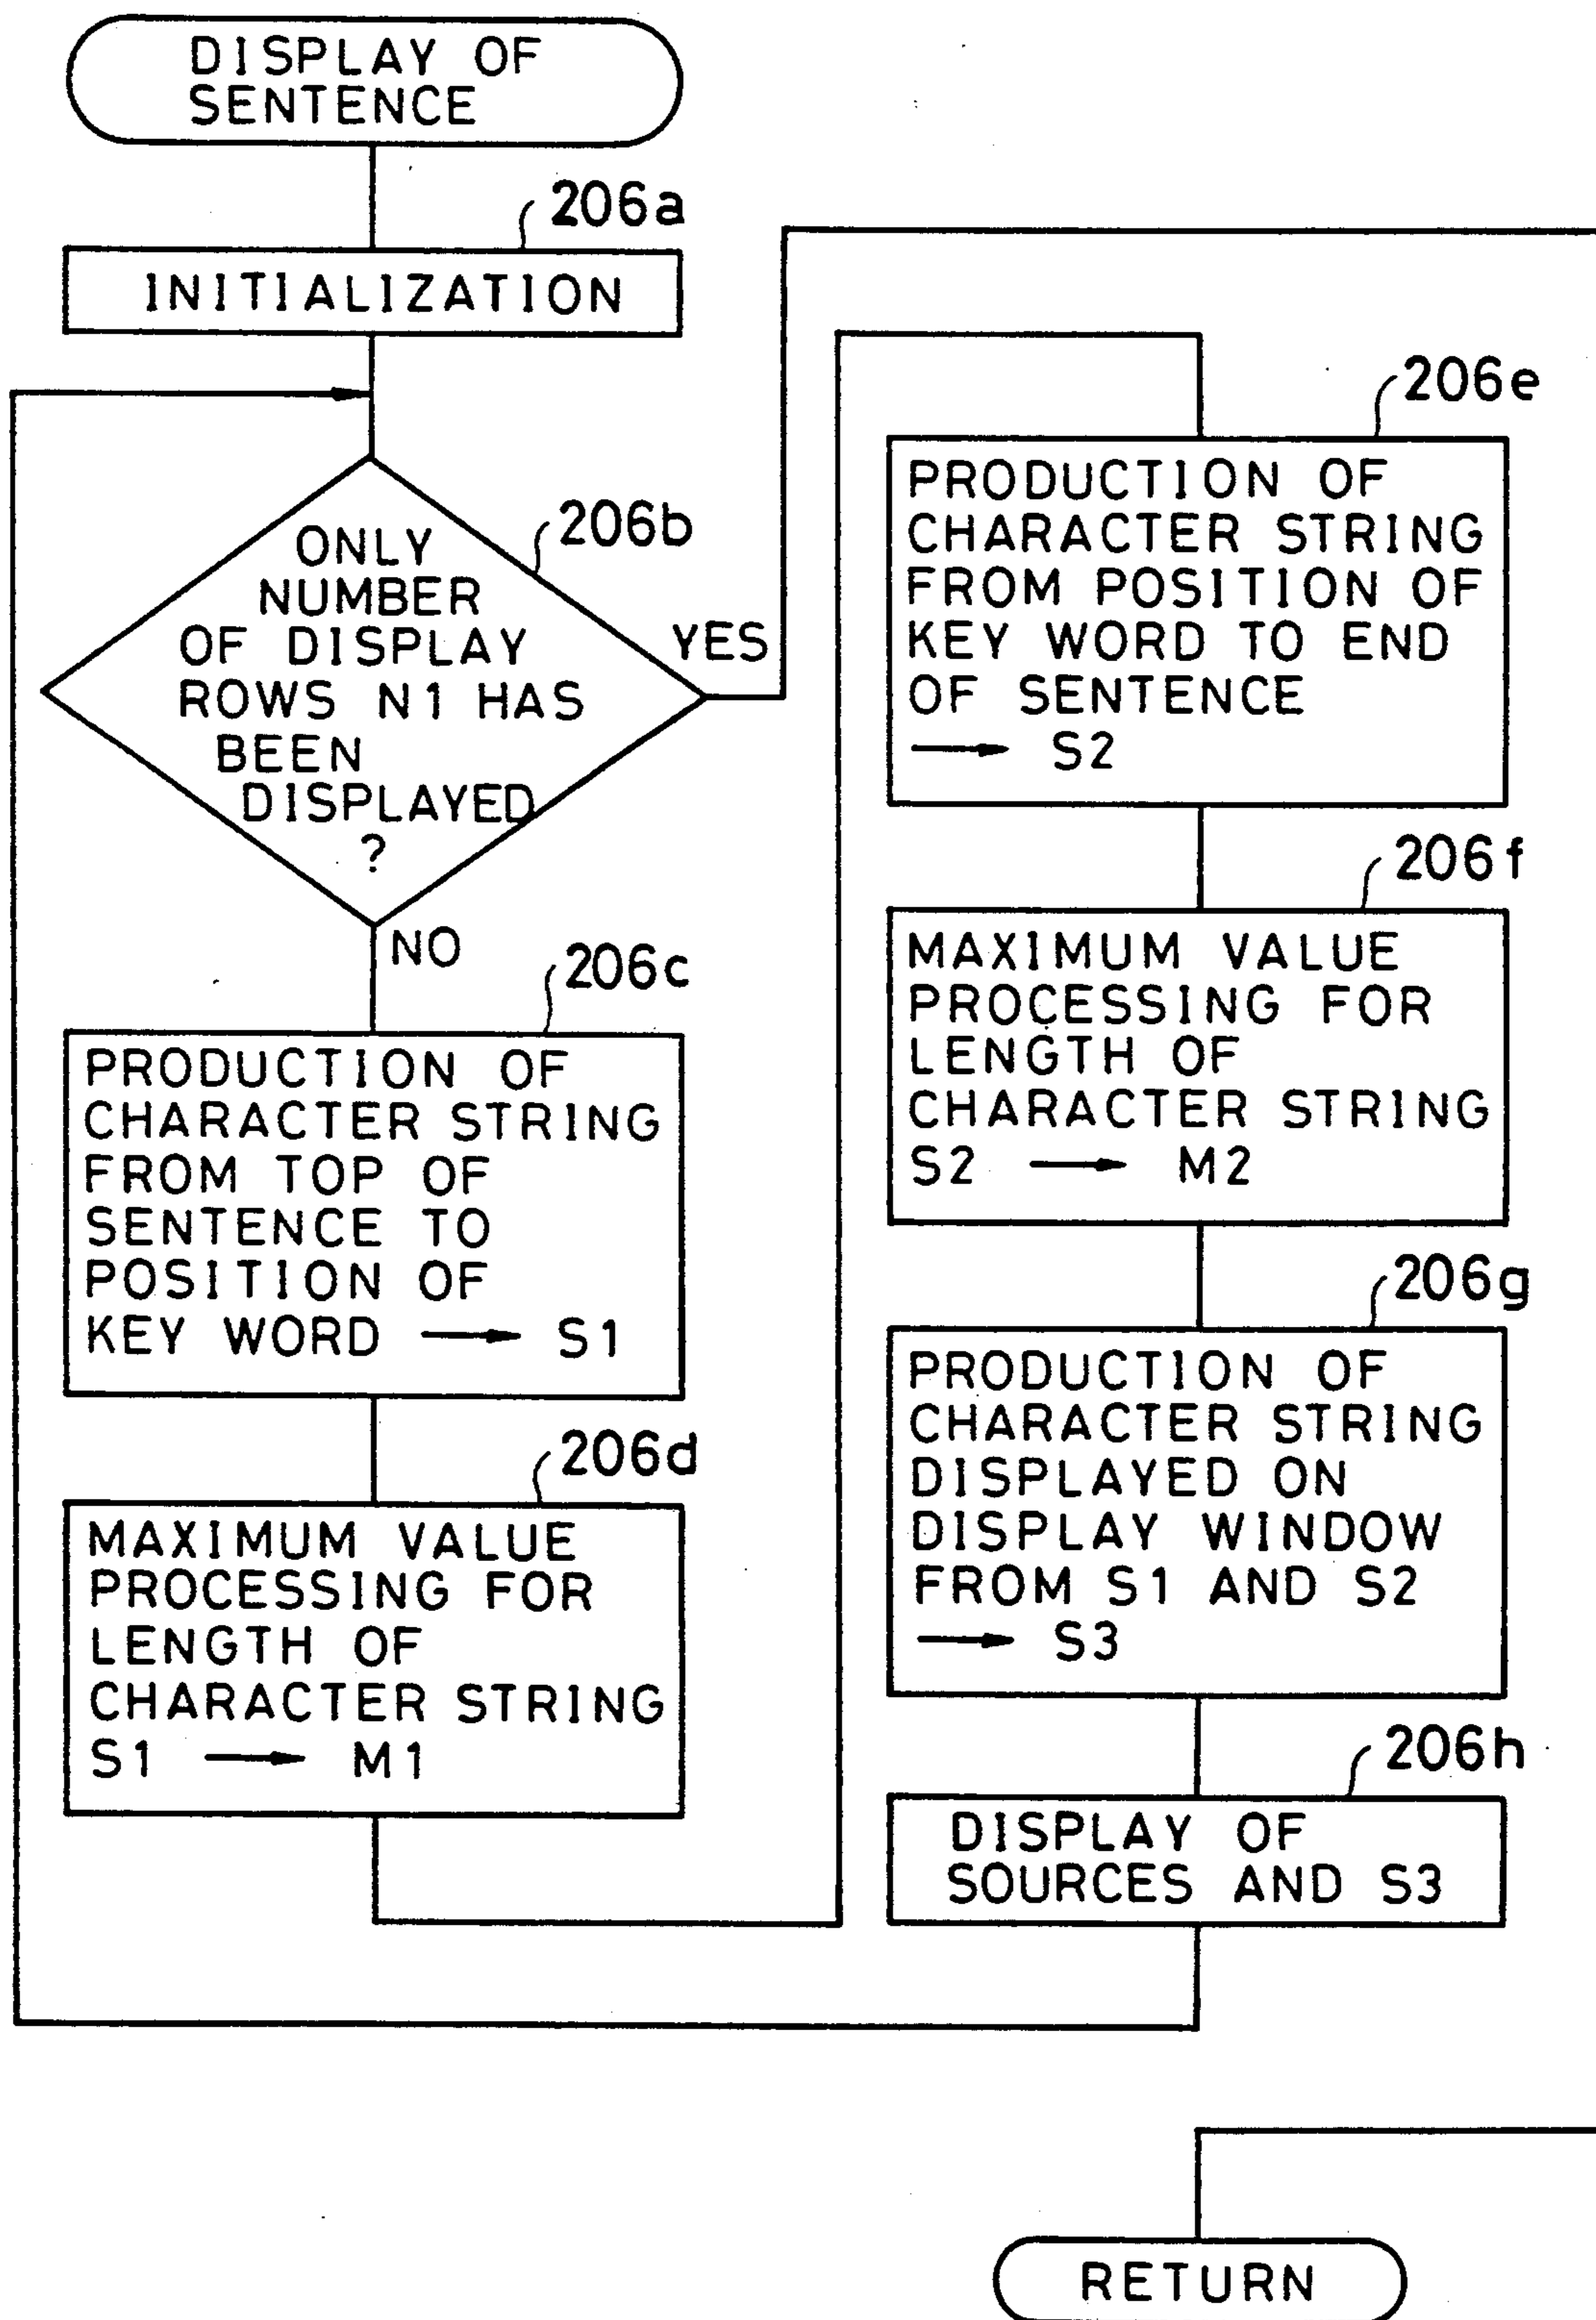 DISPLAY OF
SENTENCE
206a
INITIALIZATION
206b
ONLY
NUMBER
OF DISPLAY
ROWS N1 HAS
BEEN
DISPLAYED
?
YES
NO
206c
PRODUCTION OF
CHARACTER STRING
FROM TOP OF
SENTENCE TO
POSITION OF
KEY WORD → S1
206d
MAXIMUM VALUE
PROCESSING FOR
LENGTH OF
CHARACTER STRING
S1 → M1
206e
PRODUCTION OF
CHARACTER STRING
FROM POSITION OF
KEY WORD TO END
OF SENTENCE
→ S2
206f
MAXIMUM VALUE
PROCESSING FOR
LENGTH OF
CHARACTER STRING
S2 → M2
206g
PRODUCTION OF
CHARACTER STRING
DISPLAYED ON
DISPLAY WINDOW
FROM S1 AND S2
→ S3
206h
DISPLAY OF
SOURCES AND S3
RETURN